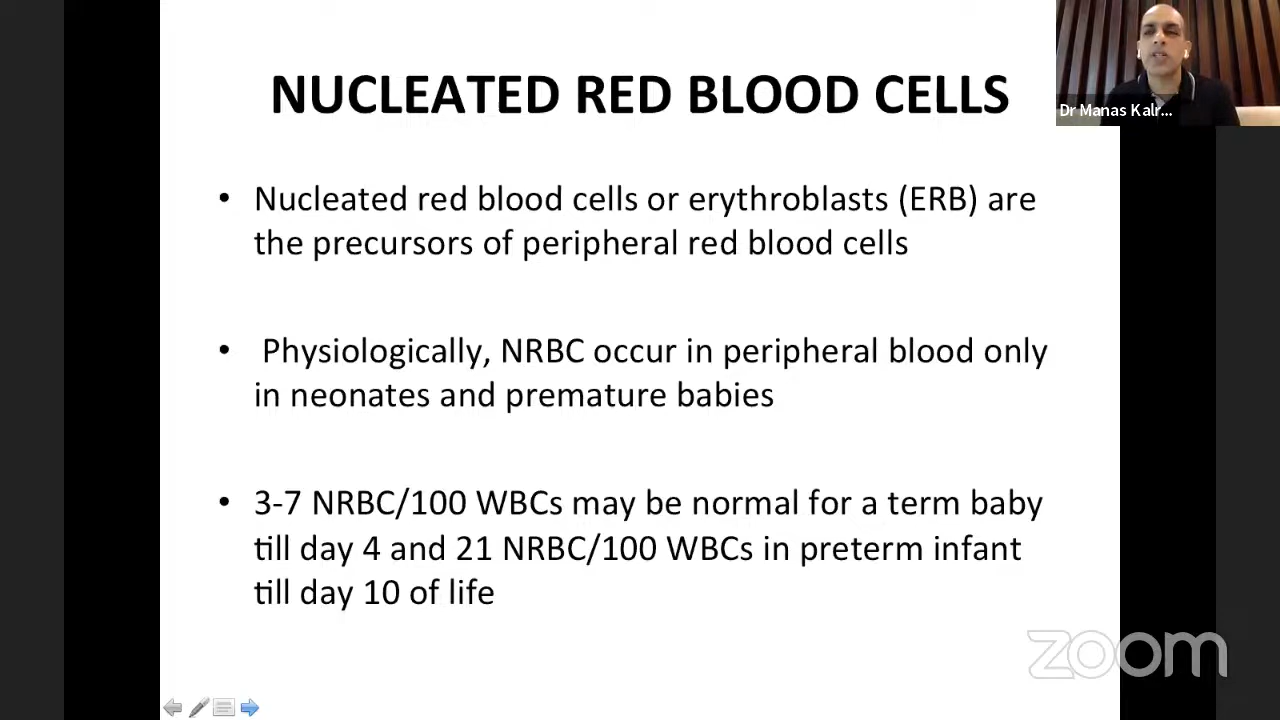 NUCLEATED RED BLOOD CELLS
Dr Manas Kalr...
• Nucleated red blood cells or erythroblasts (ERB) are
the precursors of peripheral red blood cells
• Physiologically, NRBC occur in peripheral blood only
in neonates and premature babies
• 3-7 NRBC/100 WBCs may be normal for a term baby
till day 4 and 21 NRBC/100 WBCs in preterm infant
till day 10 of life
zoom